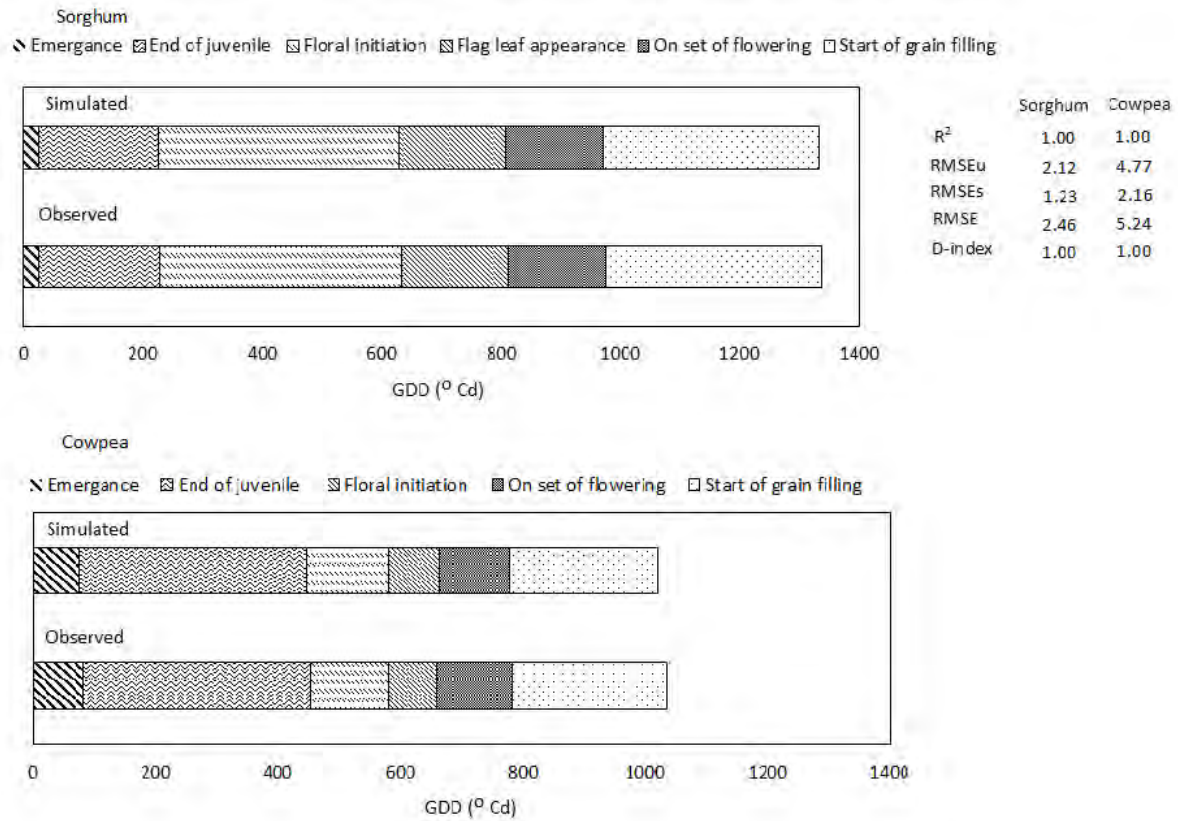 Sorghum
Emergance End of juvenile Floral initiation Flag leaf appearance On set of flowering Start of grain filling
Simulated
Observed
0 200 400 600 800 1000 1200 1400
GDD (° Cd)
Sorghum Cowpea
R² 1.00 1.00
RMSEu 2.12 4.77
RMSEs 1.23 2.16
RMSE 2.46 5.24
D-index 1.00 1.00
Cowpea
Emergance End of juvenile Floral initiation On set of flowering Start of grain filling
Simulated
Observed
0 200 400 600 800 1000 1200 1400
GDD (° Cd)